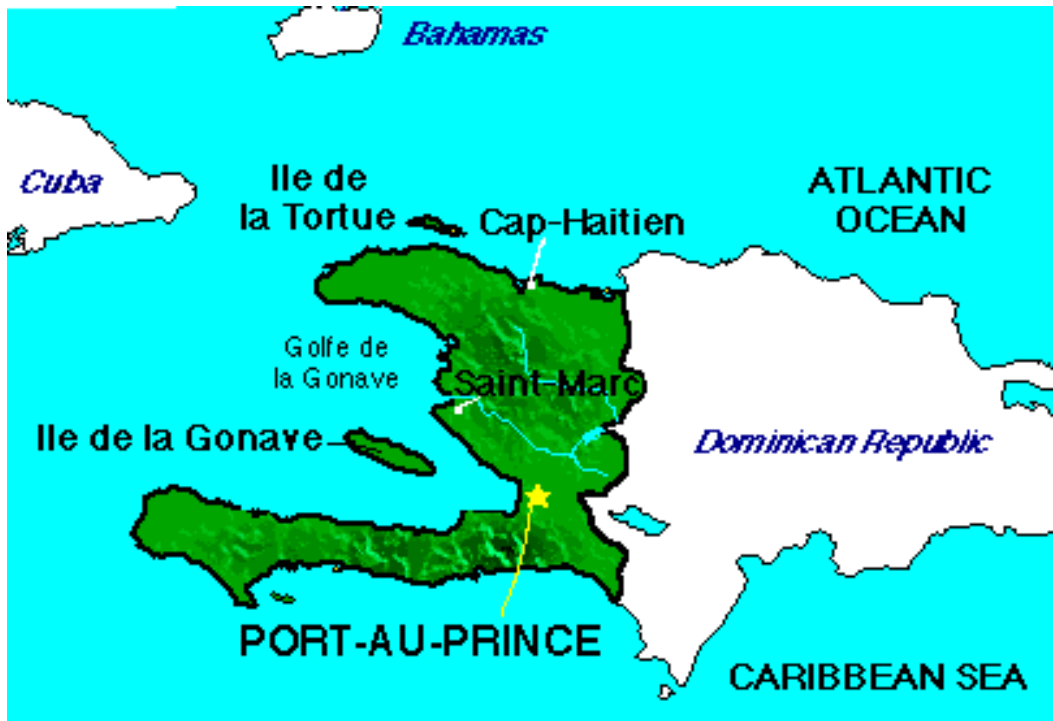 Bahamas
Cuba
Ile de
la Tortue
Cap-Haitien
ATLANTIC
OCEAN
Golfe de
la Gonave
Saint-Marc
Ile de la Gonave
Dominican Republic
PORT-AU-PRINCE
CARIBBEAN SEA